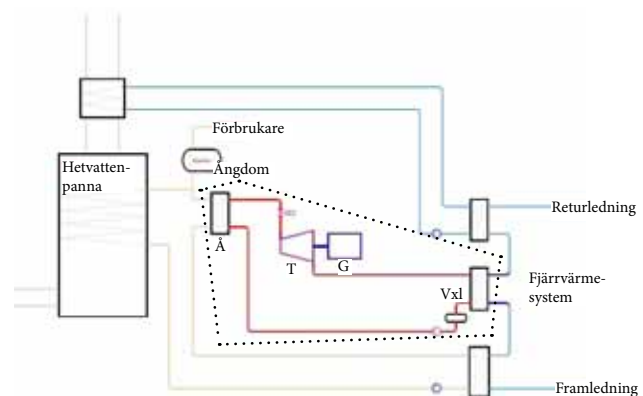 Förbrukare
Hetvatten-
panna
Ångdom
Returledning
Å
T
G
Fjärrvärme-
system
Vxl
Framledning